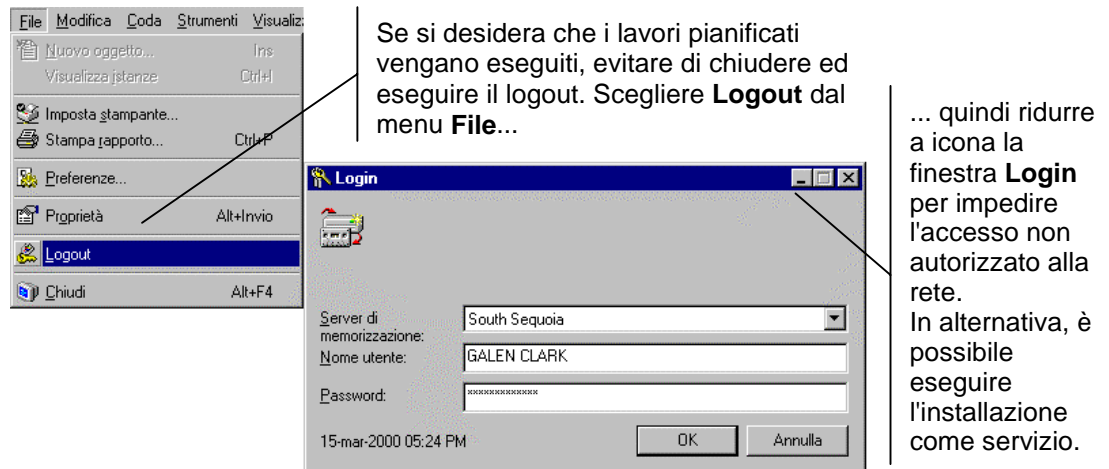 File Modifica Coda Strumenti
Nuovo oggetto... Ins
Visualizza istanze Ctrl+I
Imposta stampante...
Stampa rapporto... Ctrl+P
Preferenze...
Proprietà Alt+Invio
Logout
Chiudi Alt+F4
Se si desidera che i lavori pianificati
vengano eseguiti, evitare di chiudere ed
eseguire il logout. Scegliere Logout dal
menu File...
Login
Server di
memorizzazione:
South Sequoia
Nome utente: GALEN CLARK
Password: xxxxxxxxxxxxx
15-mar-2000 05:24 PM
OK Annulla
... quindi ridurre
a icona la
finestra Login
per impedire
l'accesso non
autorizzato alla
rete.
In alternativa, è
possibile
eseguire
l'installazione
come servizio.